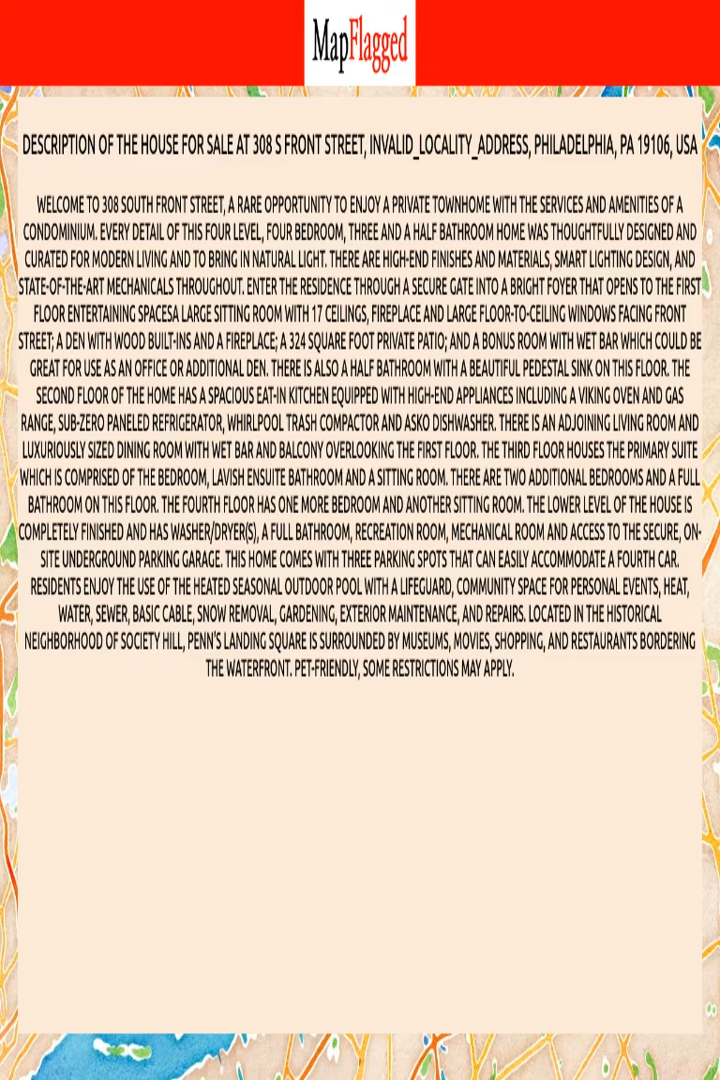 MapFlagged
DESCRIPTION OF THE HOUSE FOR SALE AT 308 S FRONT STREET, INVALID_LOCALITY_ADDRESS, PHILADELPHIA, PA 19106, USA
WELCOME TO 308 SOUTH FRONT STREET, A RARE OPPORTUNITY TO ENJOY A PRIVATE TOWNHOME WITH THE SERVICES AND AMENITIES OF A
CONDOMINIUM. EVERY DETAIL OF THIS FOUR LEVEL, FOUR BEDROOM, THREE AND A HALF BATHROOM HOME WAS THOUGHTFULLY DESIGNED AND
CURATED FOR MODERN LIVING AND TO BRING IN NATURAL LIGHT. THERE ARE HIGH-END FINISHES AND MATERIALS, SMART LIGHTING DESIGN, AND
STATE-OF-THE-ART MECHANICALS THROUGHOUT. ENTER THE RESIDENCE THROUGH A SECURE GATE INTO A BRIGHT FOYER THAT OPENS TO THE FIRST
FLOOR ENTERTAINING SPACESA LARGE SITTING ROOM WITH 17 CEILINGS, FIREPLACE AND LARGE FLOOR-TO-CEILING WINDOWS FACING FRONT
STREET; A DEN WITH WOOD BUILT-INS AND A FIREPLACE; A 324 SQUARE FOOT PRIVATE PATIO; AND A BONUS ROOM WITH WET BAR WHICH COULD BE
GREAT FOR USE AS AN OFFICE OR ADDITIONAL DEN. THERE IS ALSO A HALF BATHROOM WITH A BEAUTIFUL PEDESTAL SINK ON THIS FLOOR. THE
SECOND FLOOR OF THE HOME HAS A SPACIOUS EAT-IN KITCHEN EQUIPPED WITH HIGH-END APPLIANCES INCLUDING A VIKING OVEN AND GAS
RANGE, SUB-ZERO PANELED REFRIGERATOR, WHIRLPOOL TRASH COMPACTOR AND ASKO DISHWASHER. THERE IS AN ADJOINING LIVING ROOM AND
LUXURIOUSLY SIZED DINING ROOM WITH WET BAR AND BALCONY OVERLOOKING THE FIRST FLOOR. THE THIRD FLOOR HOUSES THE PRIMARY SUITE
WHICH IS COMPRISED OF THE BEDROOM, LAVISH ENSUITE BATHROOM AND A SITTING ROOM. THERE ARE TWO ADDITIONAL BEDROOMS AND A FULL
BATHROOM ON THIS FLOOR. THE FOURTH FLOOR HAS ONE MORE BEDROOM AND ANOTHER SITTING ROOM. THE LOWER LEVEL OF THE HOUSE IS
COMPLETELY FINISHED AND HAS WASHER/DRYER(S), A FULL BATHROOM, RECREATION ROOM, MECHANICAL ROOM AND ACCESS TO THE SECURE, ON-
SITE UNDERGROUND PARKING GARAGE. THIS HOME COMES WITH THREE PARKING SPOTS THAT CAN EASILY ACCOMMODATE A FOURTH CAR.
RESIDENTS ENJOY THE USE OF THE HEATED SEASONAL OUTDOOR POOL WITH A LIFEGUARD, COMMUNITY SPACE FOR PERSONAL EVENTS, HEAT,
WATER, SEWER, BASIC CABLE, SNOW REMOVAL, GARDENING, EXTERIOR MAINTENANCE, AND REPAIRS. LOCATED IN THE HISTORICAL
NEIGHBORHOOD OF SOCIETY HILL, PENN'S LANDING SQUARE IS SURROUNDED BY MUSEUMS, MOVIES, SHOPPING, AND RESTAURANTS BORDERING
THE WATERFRONT. PET-FRIENDLY, SOME RESTRICTIONS MAY APPLY.